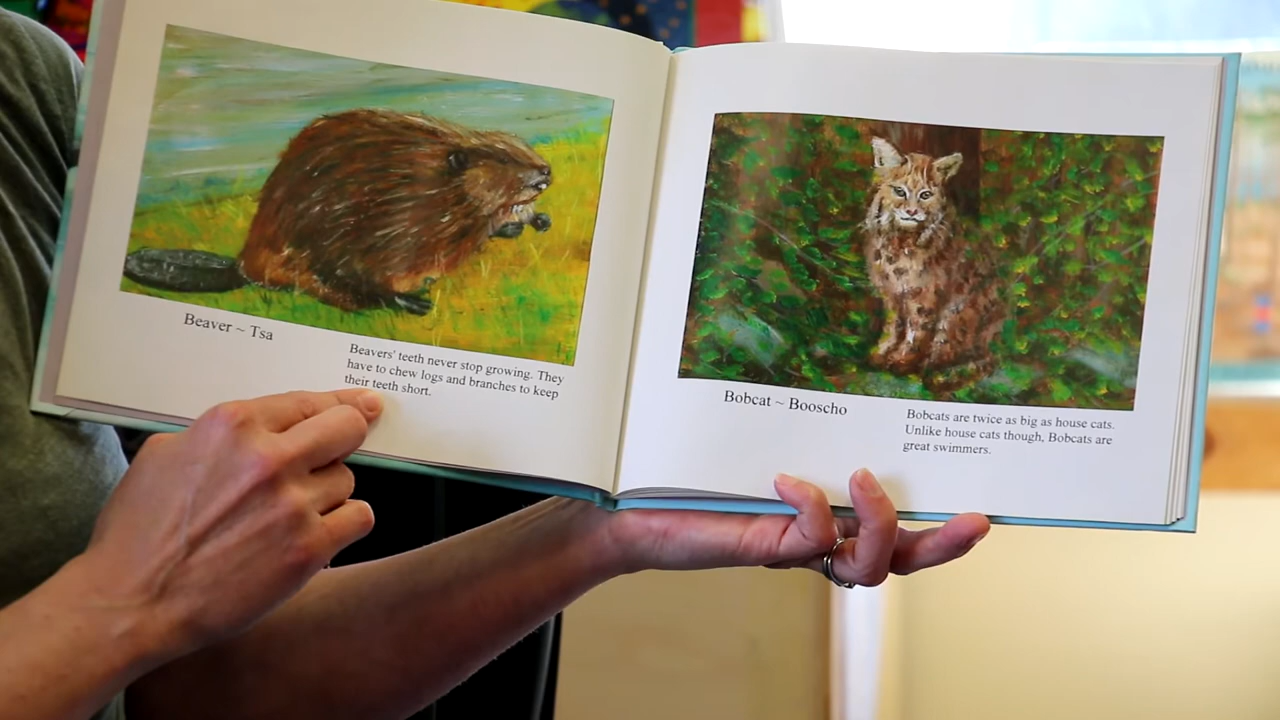 Beaver ~ Tsa
Beavers' teeth never stop growing. They
have to chew logs and branches to keep
their teeth short.
Bobcat ~ Booscho
Bobcats are twice as big as house cats.
Unlike house cats though, Bobcats are
great swimmers.